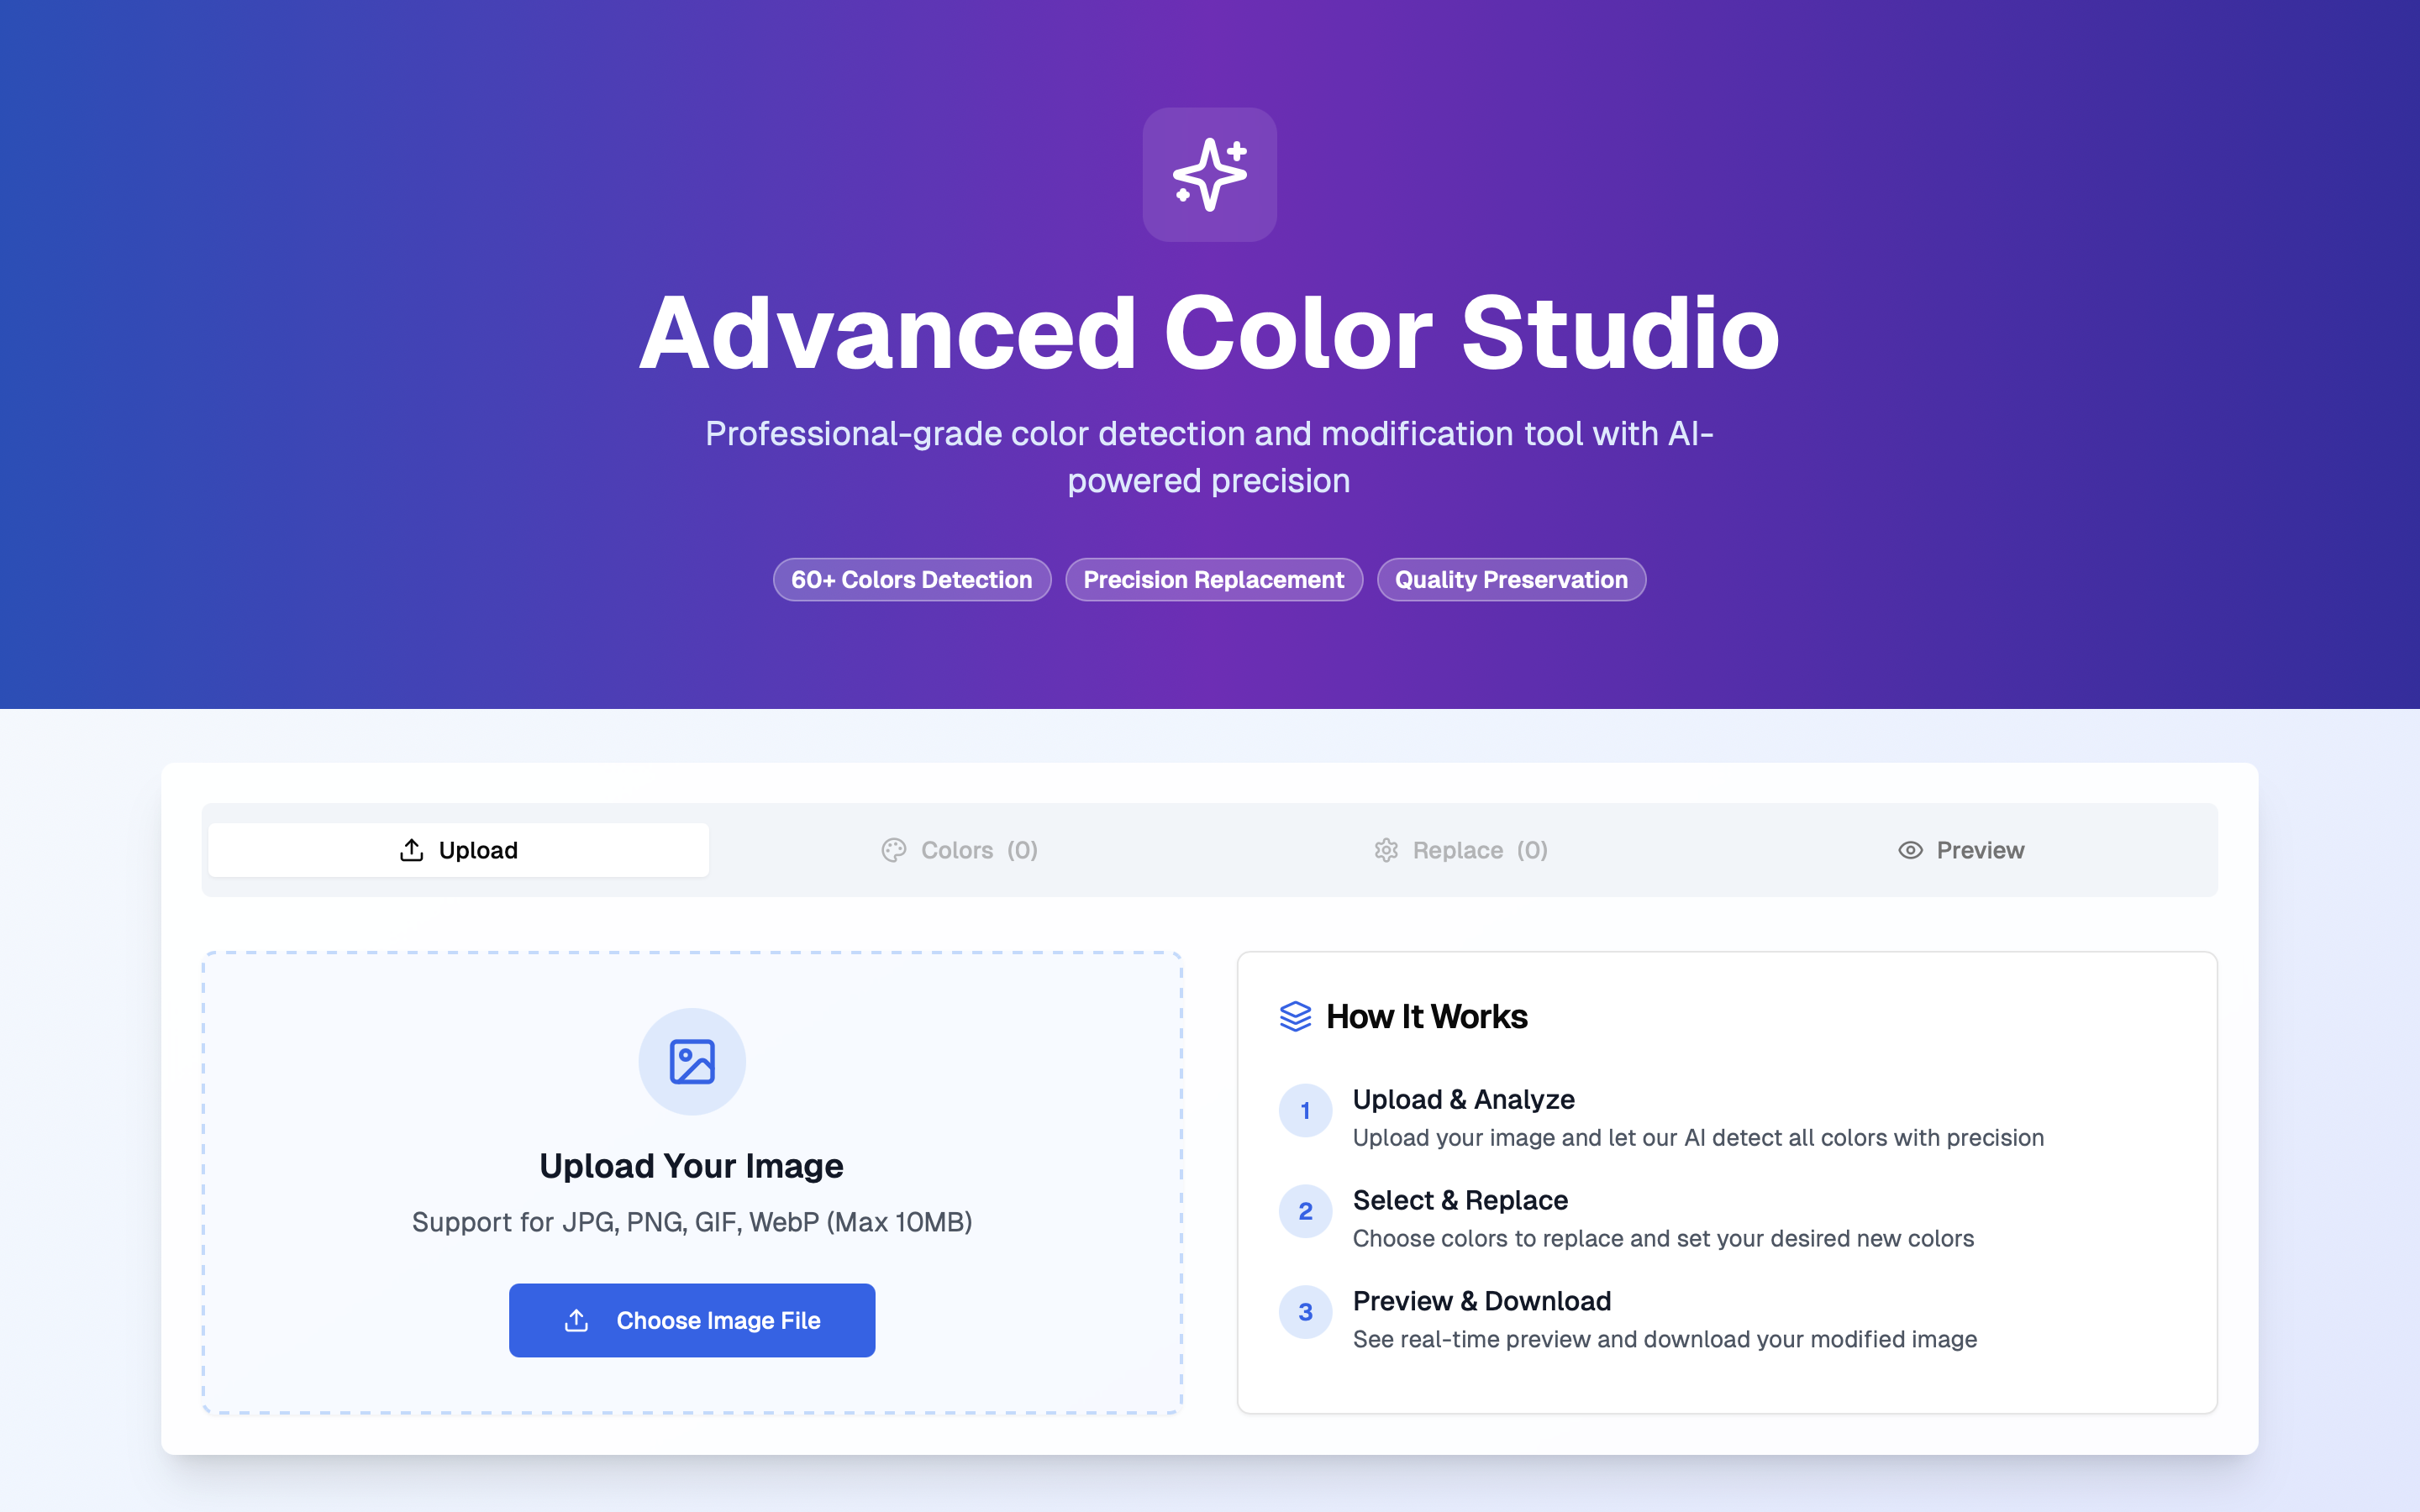 Advanced Color Studio
Professional-grade color detection and modification tool with AI-
powered precision
60+ Colors Detection
Precision Replacement
Quality Preservation
Upload
Colors (0)
Replace (0)
Preview
Upload Your Image
Support for JPG, PNG, GIF, WebP (Max 10MB)
Choose Image File
How It Works
1
Upload & Analyze
Upload your image and let our AI detect all colors with precision
2
Select & Replace
Choose colors to replace and set your desired new colors
3
Preview & Download
See real-time preview and download your modified image